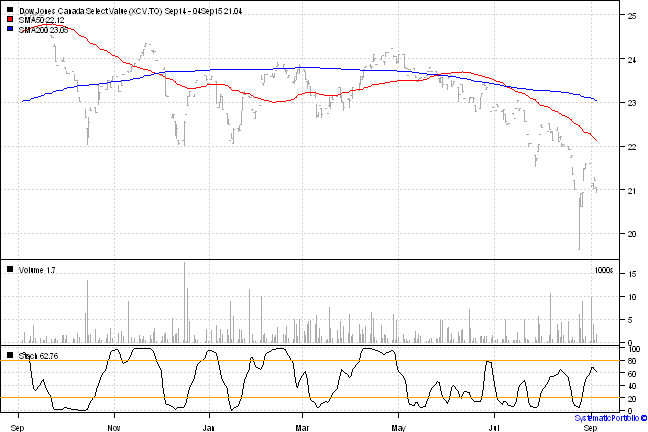 Dow Jones Canada Select Value (XCV.TO) Sep14 - 04Sep15 21.04
SMA50 22.12
SMA200 23.05
25
24
23
22
21
20
Volume 1.7
1000s
15
10
5
0
Stoch 62.76
100
80
60
40
20
0
Sep
Nov
Jan
Mar
May
Jul
Sep
SystematicPortfolio ©